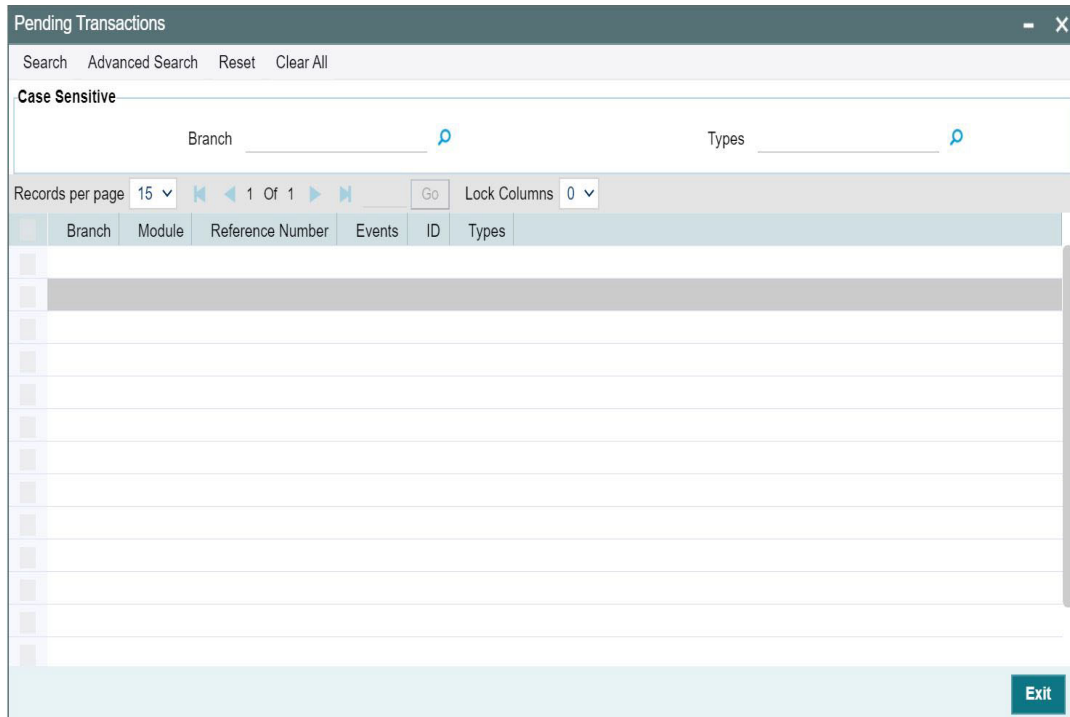 Pending Transactions
Search Advanced Search Reset Clear All
Case Sensitive
Branch Types
Records per page 15 1 Of 1 Go Lock Columns 0
Branch Module Reference Number Events ID Types
Exit